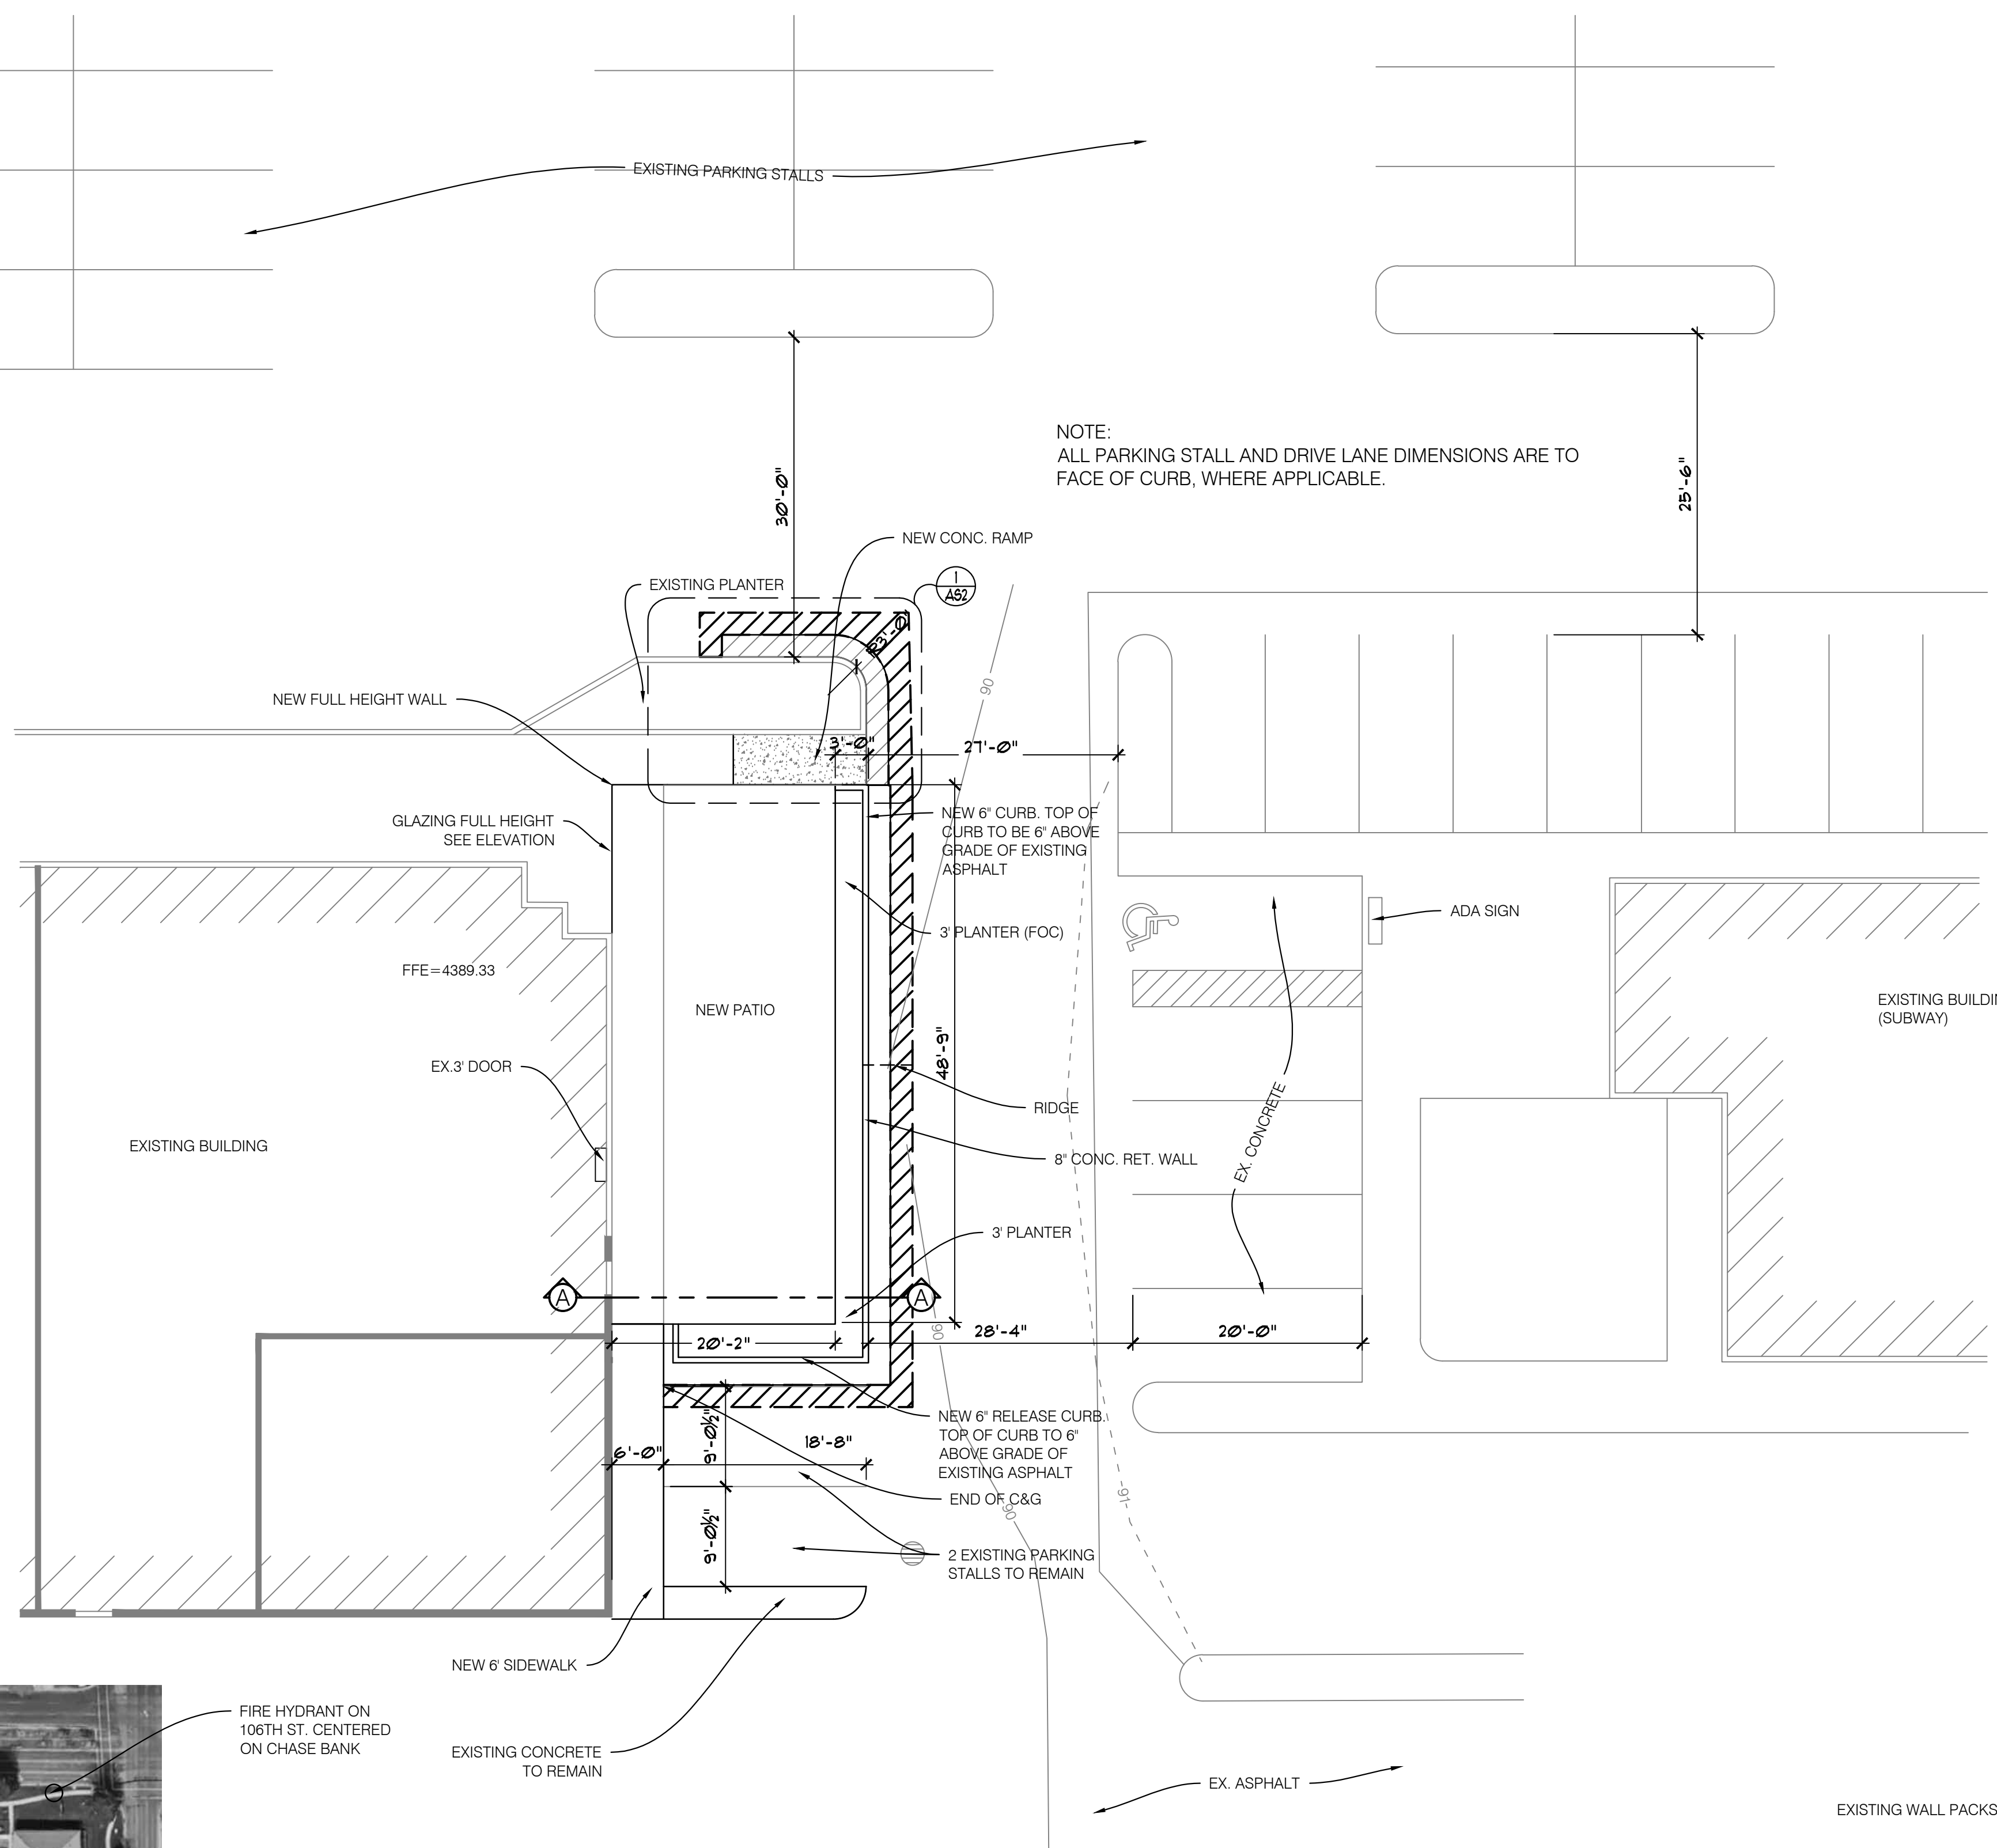 EXISTING PARKING STALLS
NOTE:
ALL PARKING STALL AND DRIVE LANE DIMENSIONS ARE TO
FACE OF CURB, WHERE APPLICABLE.
30'-0"
25'-6"
NEW CONC. RAMP
EXISTING PLANTER
1
AS2
R3'-0"
90
NEW FULL HEIGHT WALL
3'-0"
27'-0"
GLAZING FULL HEIGHT
SEE ELEVATION
NEW 6" CURB. TOP OF
CURB TO BE 6" ABOVE
GRADE OF EXISTING
ASPHALT
3' PLANTER (FOC)
ADA SIGN
FFE=4389.33
NEW PATIO
EXISTING BUILDIN
(SUBWAY)
48'-9"
EX.3' DOOR
RIDGE
EX. CONCRETE
EXISTING BUILDING
8" CONC. RET. WALL
3' PLANTER
A
A
90
20'-2"
28'-4"
20'-0"
NEW 6" RELEASE CURB.
TOP OF CURB TO 6"
ABOVE GRADE OF
EXISTING ASPHALT
9'-0½"
6'-0"
18'-8"
END OF C&G
90
91
9'-0½"
2 EXISTING PARKING
STALLS TO REMAIN
NEW 6' SIDEWALK
FIRE HYDRANT ON
106TH ST. CENTERED
ON CHASE BANK
EXISTING CONCRETE
TO REMAIN
EX. ASPHALT
EXISTING WALL PACKS